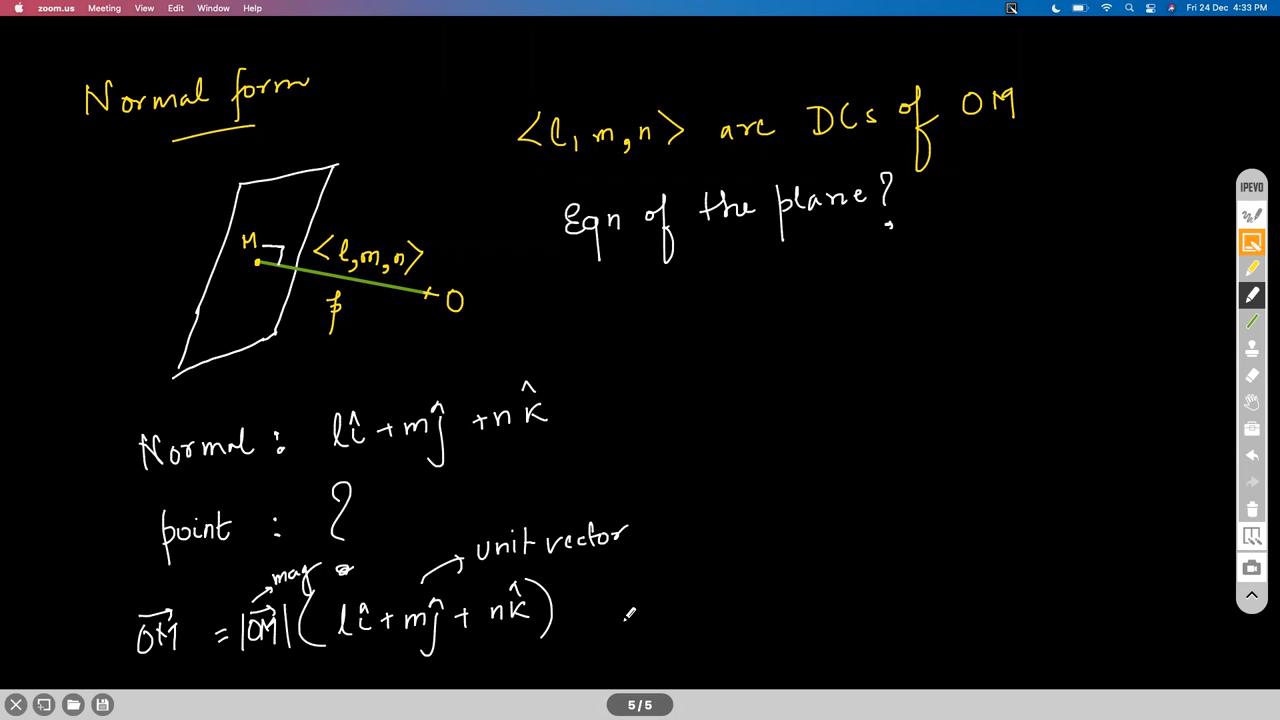 zoom.us Meeting View Edit Window Help Fri 24 Dec 4:33 PM
Normal form
<l, m, n> are DCs of OM
Eqn of the plane?
M
<l, m, n>
p
O
IPEVO
Normal : lî + mĵ + nk̂
point : ?
mag
unit vector
OM⃗ = |OM⃗| ( lî + mĵ + nk̂ )
5/5